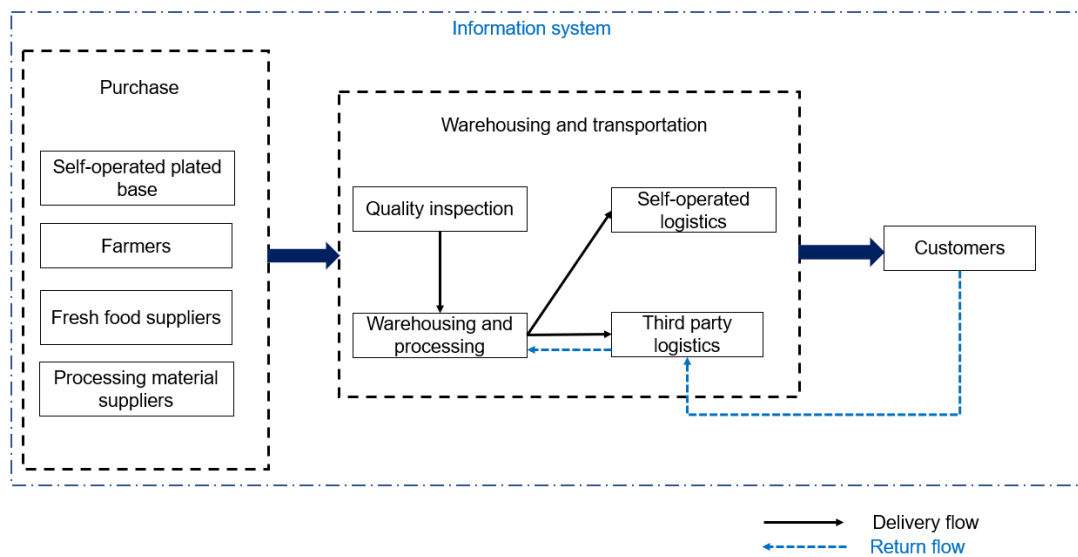 Information system
Purchase
Self-operated plated
base
Farmers
Fresh food suppliers
Processing material
suppliers
Warehousing and transportation
Quality inspection
Warehousing and
processing
Self-operated
logistics
Third party
logistics
Customers
Delivery flow
Return flow